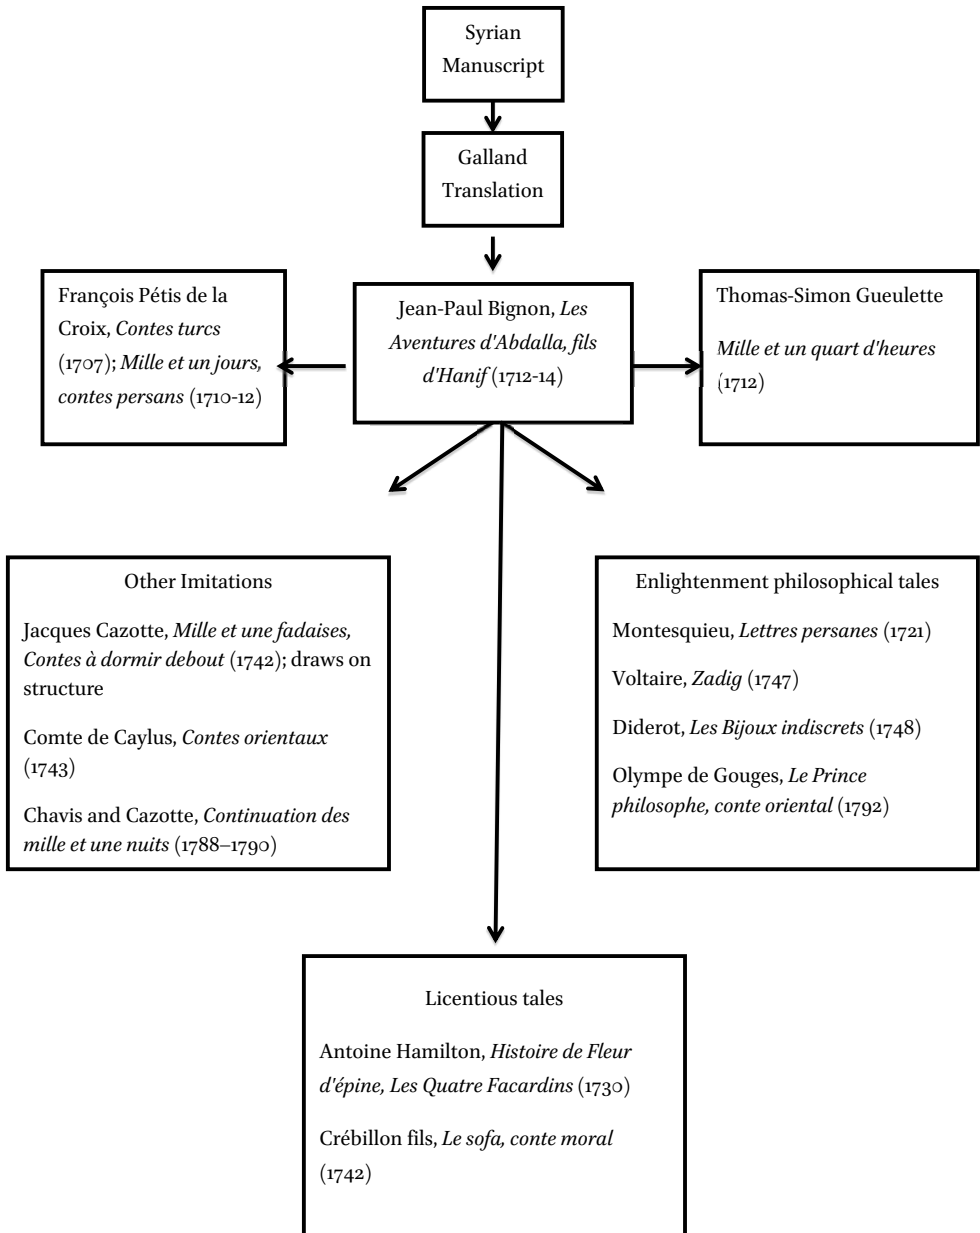 Syrian
Manuscript
Galland
Translation
François Pétis de la
Croix, Contes turcs
(1707); Mille et un jours,
contes persans (1710-12)
Jean-Paul Bignon, Les
Aventures d'Abdalla, fils
d'Hanif (1712-14)
Thomas-Simon Gueulette
Mille et un quart d'heures
(1712)
Other Imitations
Jacques Cazotte, Mille et une fadaises,
Contes à dormir debout (1742); draws on
structure
Comte de Caylus, Contes orientaux
(1743)
Chavis and Cazotte, Continuation des
mille et une nuits (1788–1790)
Enlightenment philosophical tales
Montesquieu, Lettres persanes (1721)
Voltaire, Zadig (1747)
Diderot, Les Bijoux indiscrets (1748)
Olympe de Gouges, Le Prince
philosophe, conte oriental (1792)
Licentious tales
Antoine Hamilton, Histoire de Fleur
d'épine, Les Quatre Facardins (1730)
Crébillon fils, Le sofa, conte moral
(1742)